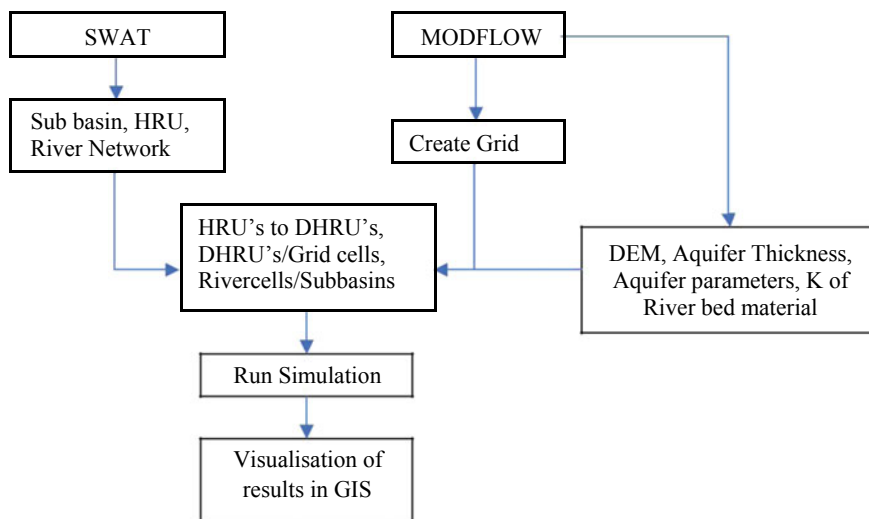 SWAT
MODFLOW
Sub basin, HRU,
River Network
Create Grid
HRU's to DHRU's,
DHRU's/Grid cells,
Rivercells/Subbasins
DEM, Aquifer Thickness,
Aquifer parameters, K of
River bed material
Run Simulation
Visualisation of
results in GIS